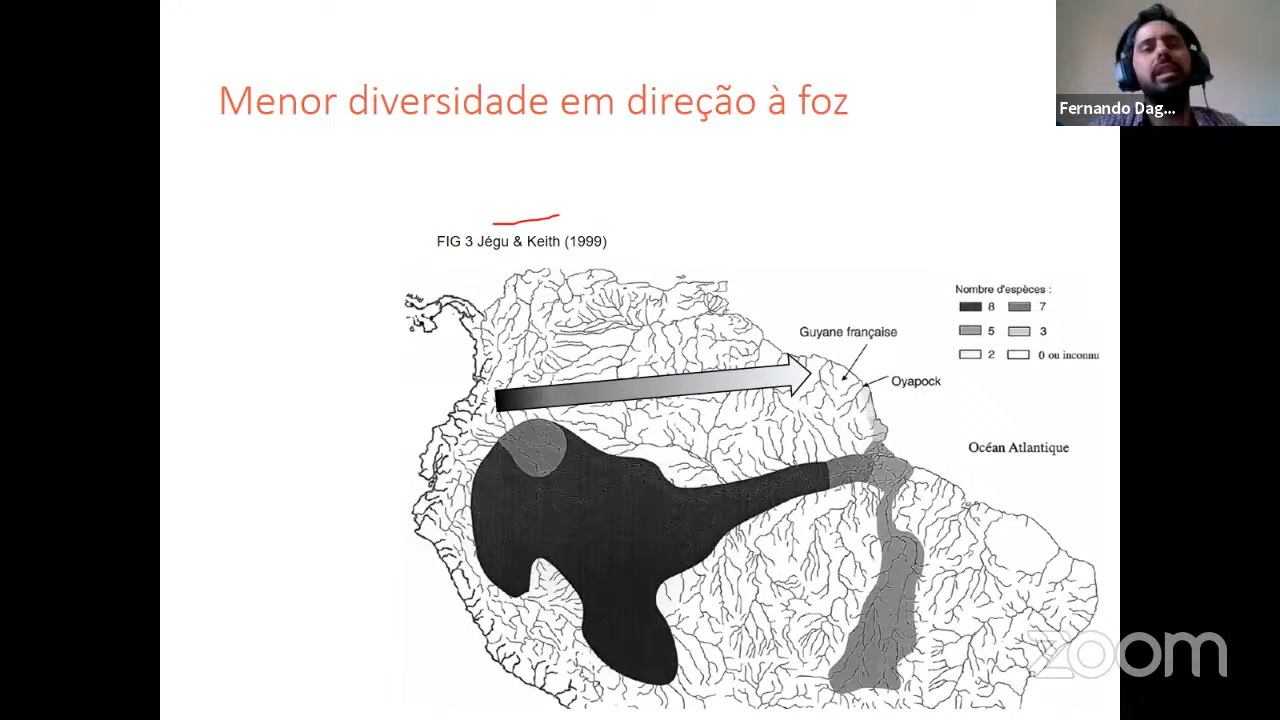 Menor diversidade em direção à foz
Fernando Dag...
FIG 3 Jégu & Keith (1999)
Nombre d'espèces :
8 7
5 3
2 0 ou inconnu
Guyane française
Oyapock
Océan Atlantique
zoom